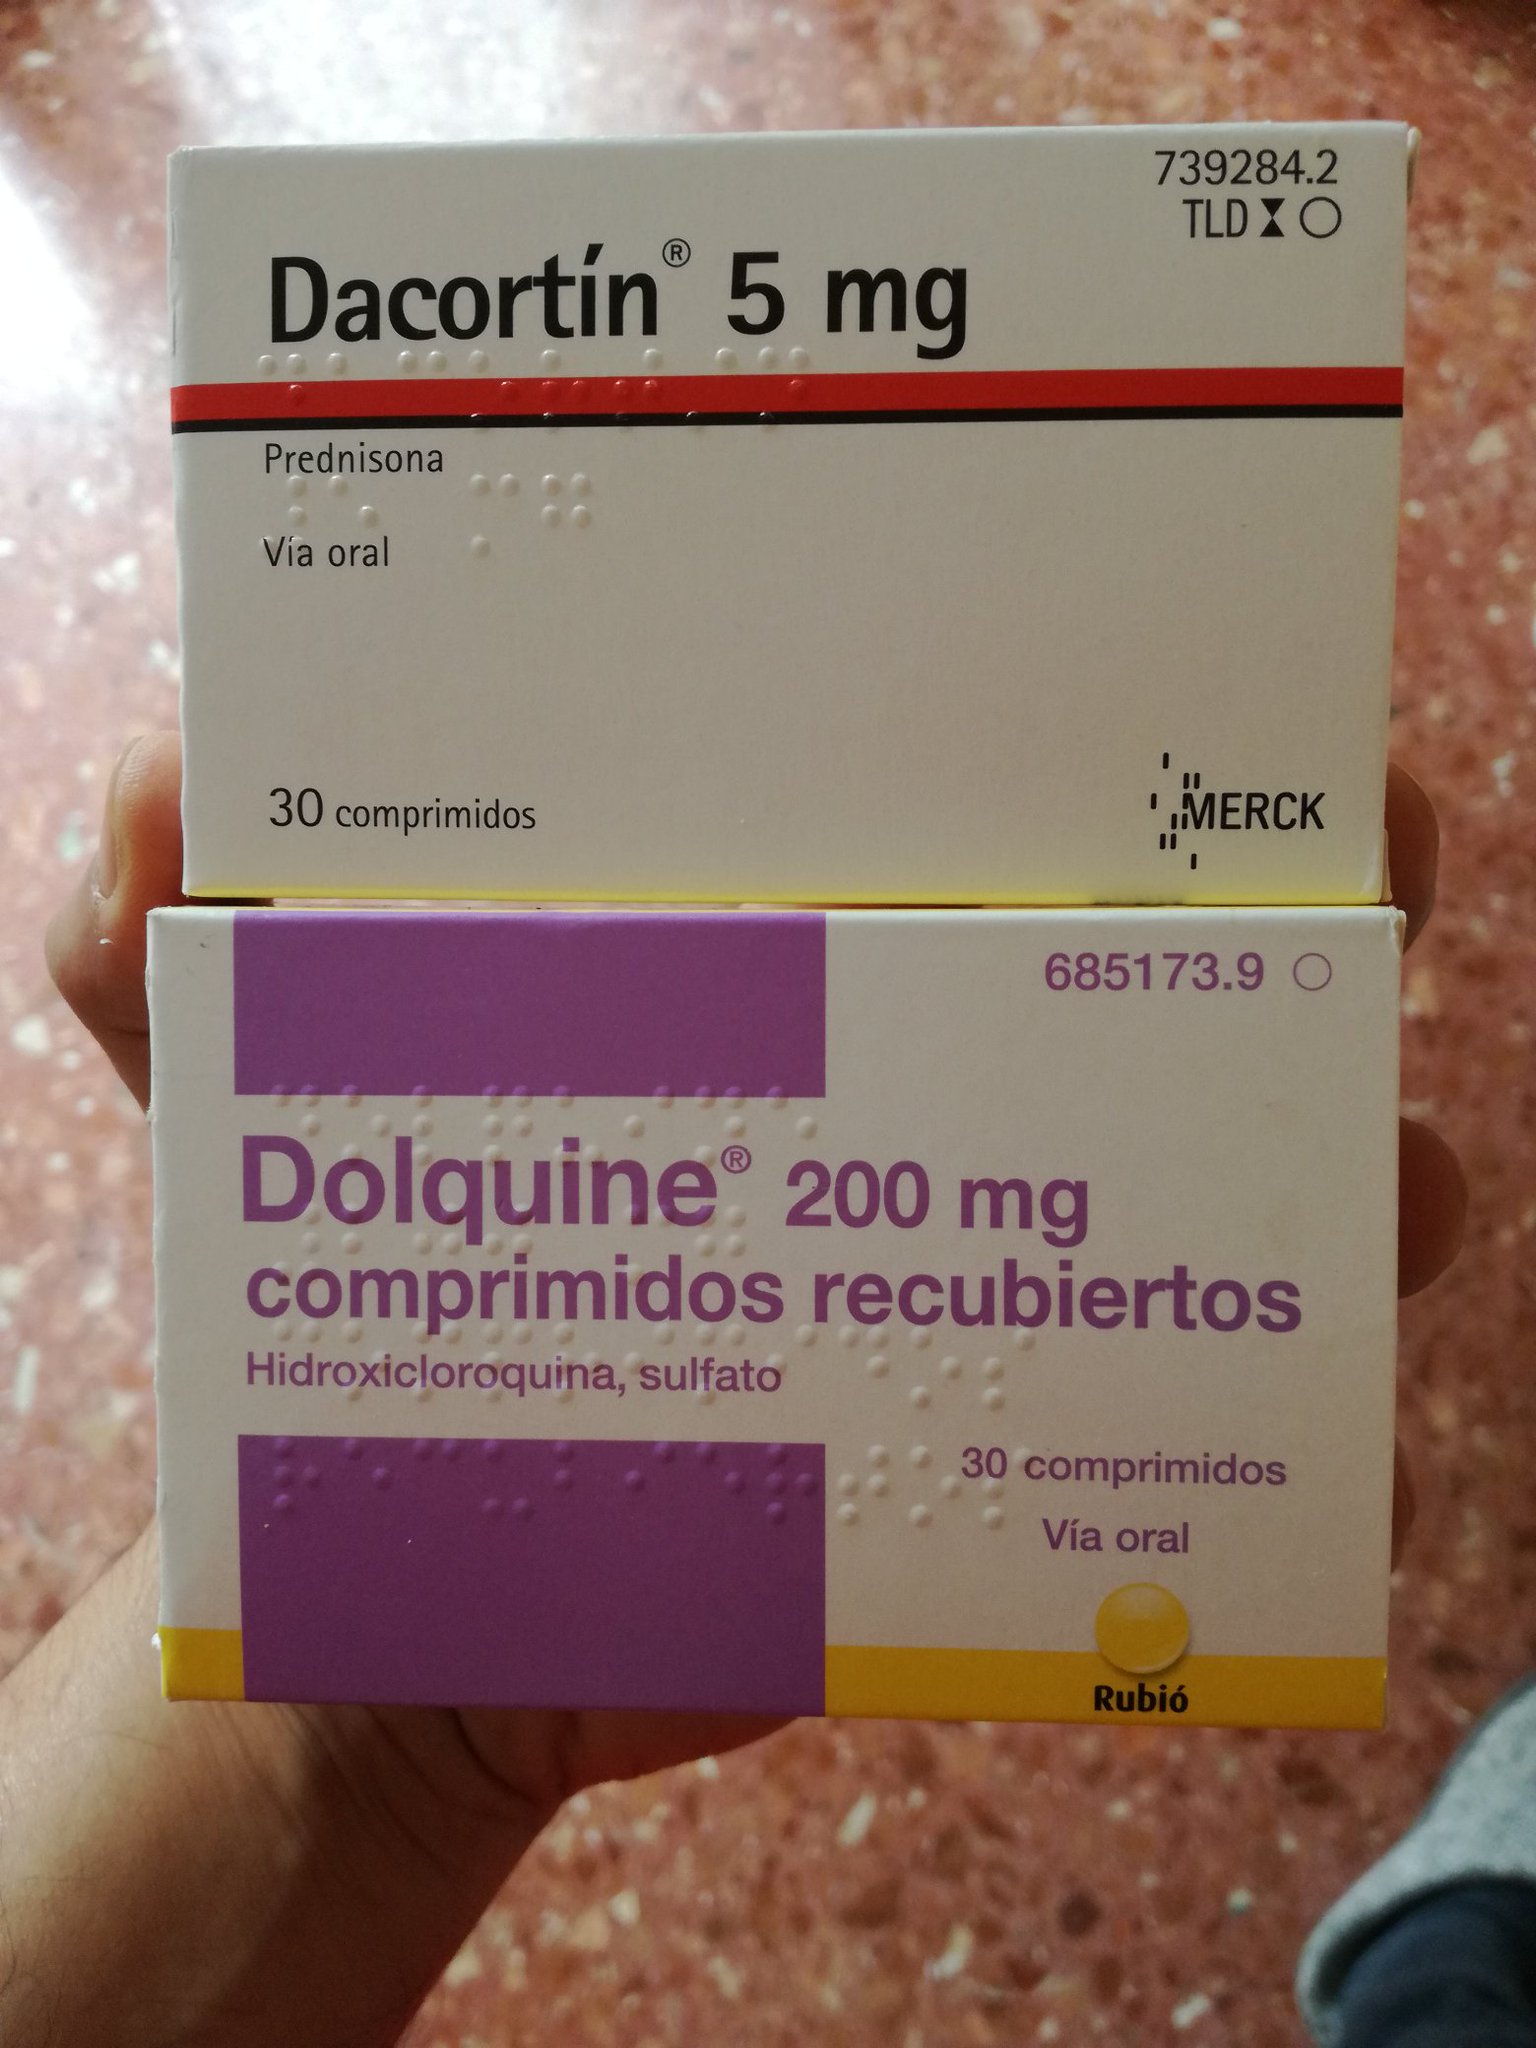 739284.2
TLD
Dacortín® 5 mg
Prednisona
Vía oral
30 comprimidos
MERCK
685173.9
Dolquine® 200 mg
comprimidos recubiertos
Hidroxicloroquina, sulfato
30 comprimidos
Vía oral
Rubió